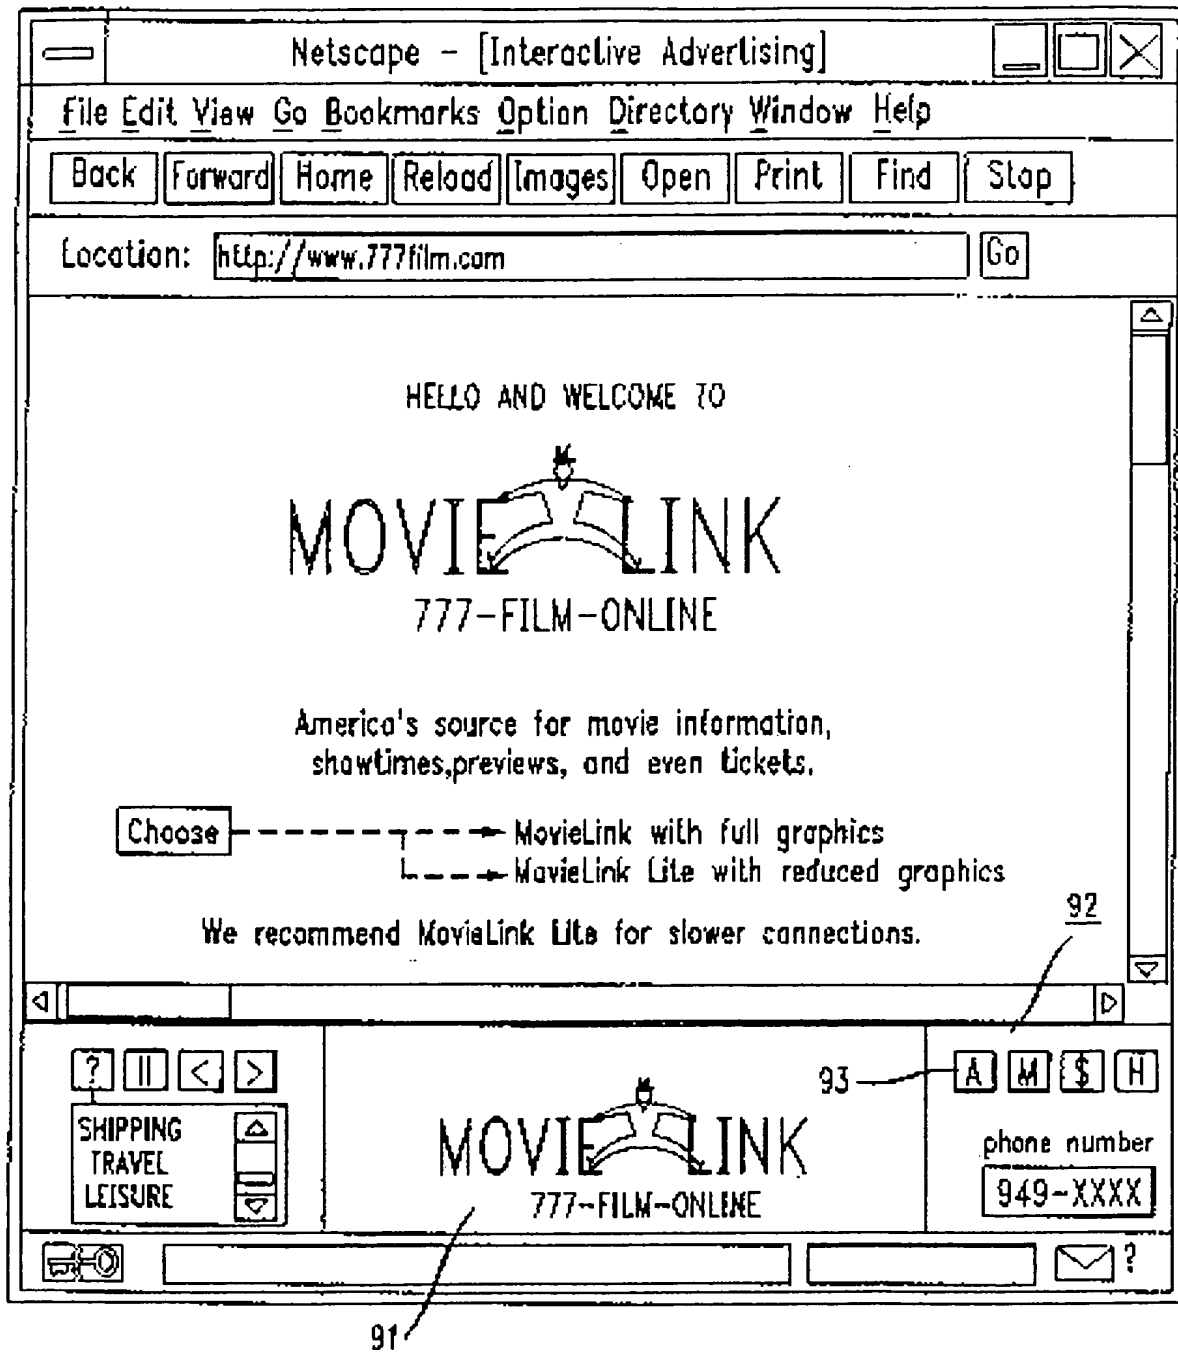 Netscape - [Interactive Advertising]
File Edit View Go Bookmarks Option Directory Window Help
Back Forward Home Reload Images Open Print Find Stop
Location: http://www.777film.com Go
HELLO AND WELCOME TO
ML
MOVIE LINK
777-FILM-ONLINE
America's source for movie information,
showtimes,previews, and even tickets.
Choose
MovieLink with full graphics
MovieLink Lite with reduced graphics
We recommend MovieLink Lite for slower connections.
92
? || < >
SHIPPING
TRAVEL
LEISURE
ML
MOVIE LINK
777-FILM-ONLINE
93
A M $ H
phone number
949-XXXX
?
91